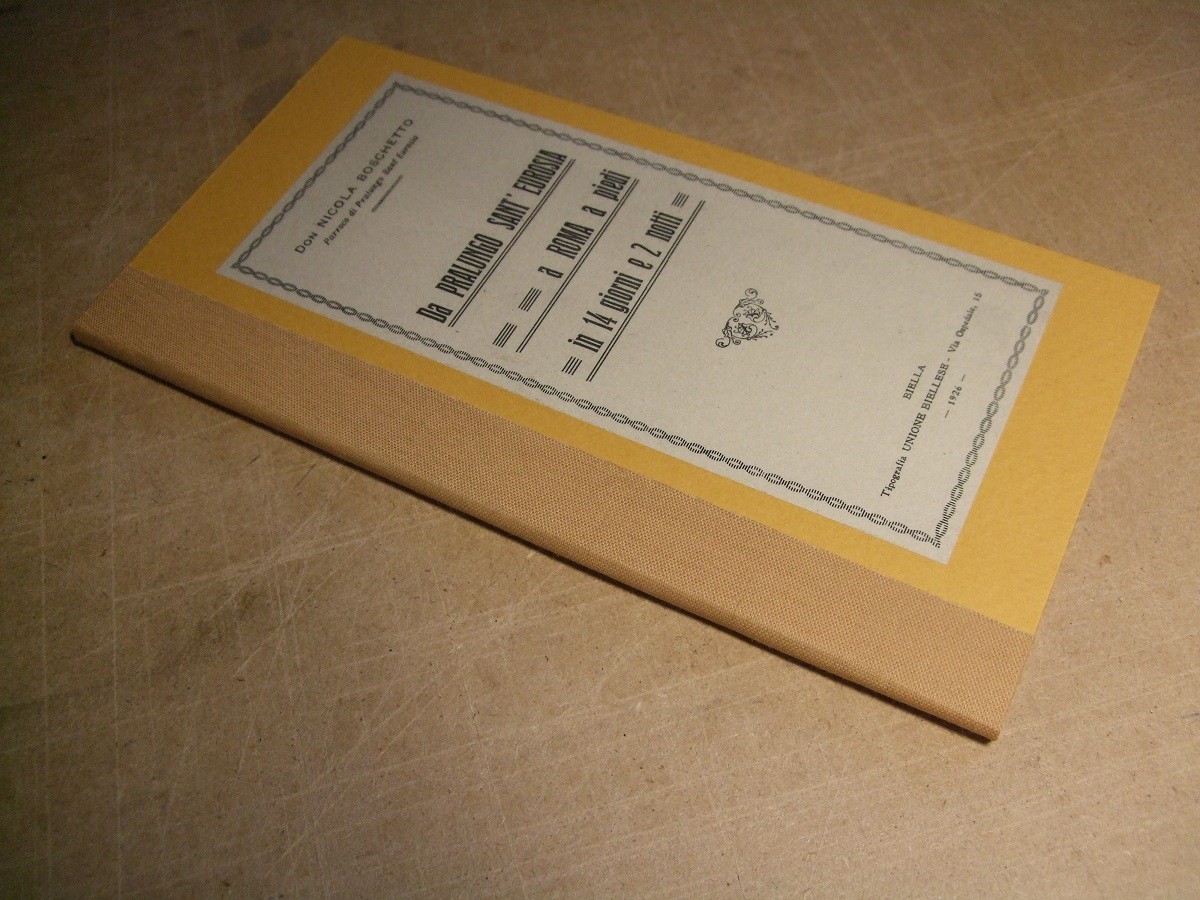 DON NICOLA BOSCHETTO
Parroco di Pralungo Sant' Eurosia
Da PRALUNGO SANT' EUROSIA
a ROMA a piedi
in 14 giorni e 2 notti
BIELLA
Tipografia UNIONE BIELLESE - Via Ospedale, 15
— 1926 —